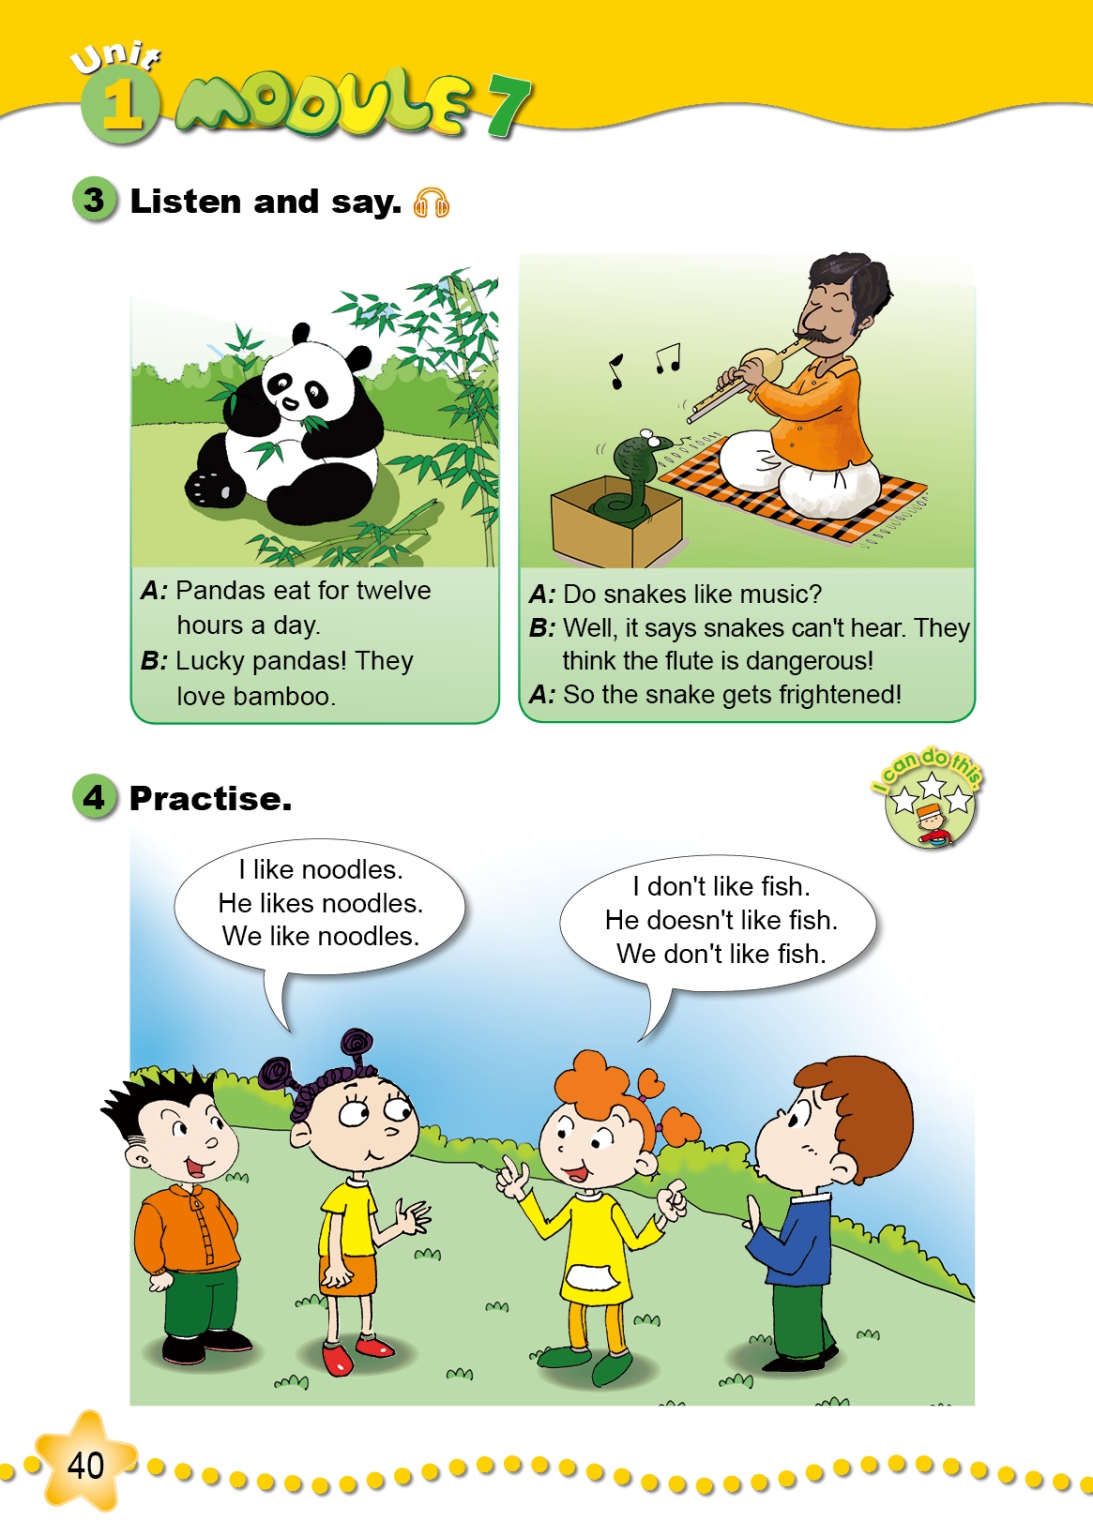 Unit
1 MODULE 7
3 Listen and say.
A: Pandas eat for twelve
hours a day.
B: Lucky pandas! They
love bamboo.
A: Do snakes like music?
B: Well, it says snakes can't hear. They
think the flute is dangerous!
A: So the snake gets frightened!
4 Practise.
I can do this.
I like noodles.
He likes noodles.
We like noodles.
I don't like fish.
He doesn't like fish.
We don't like fish.
40